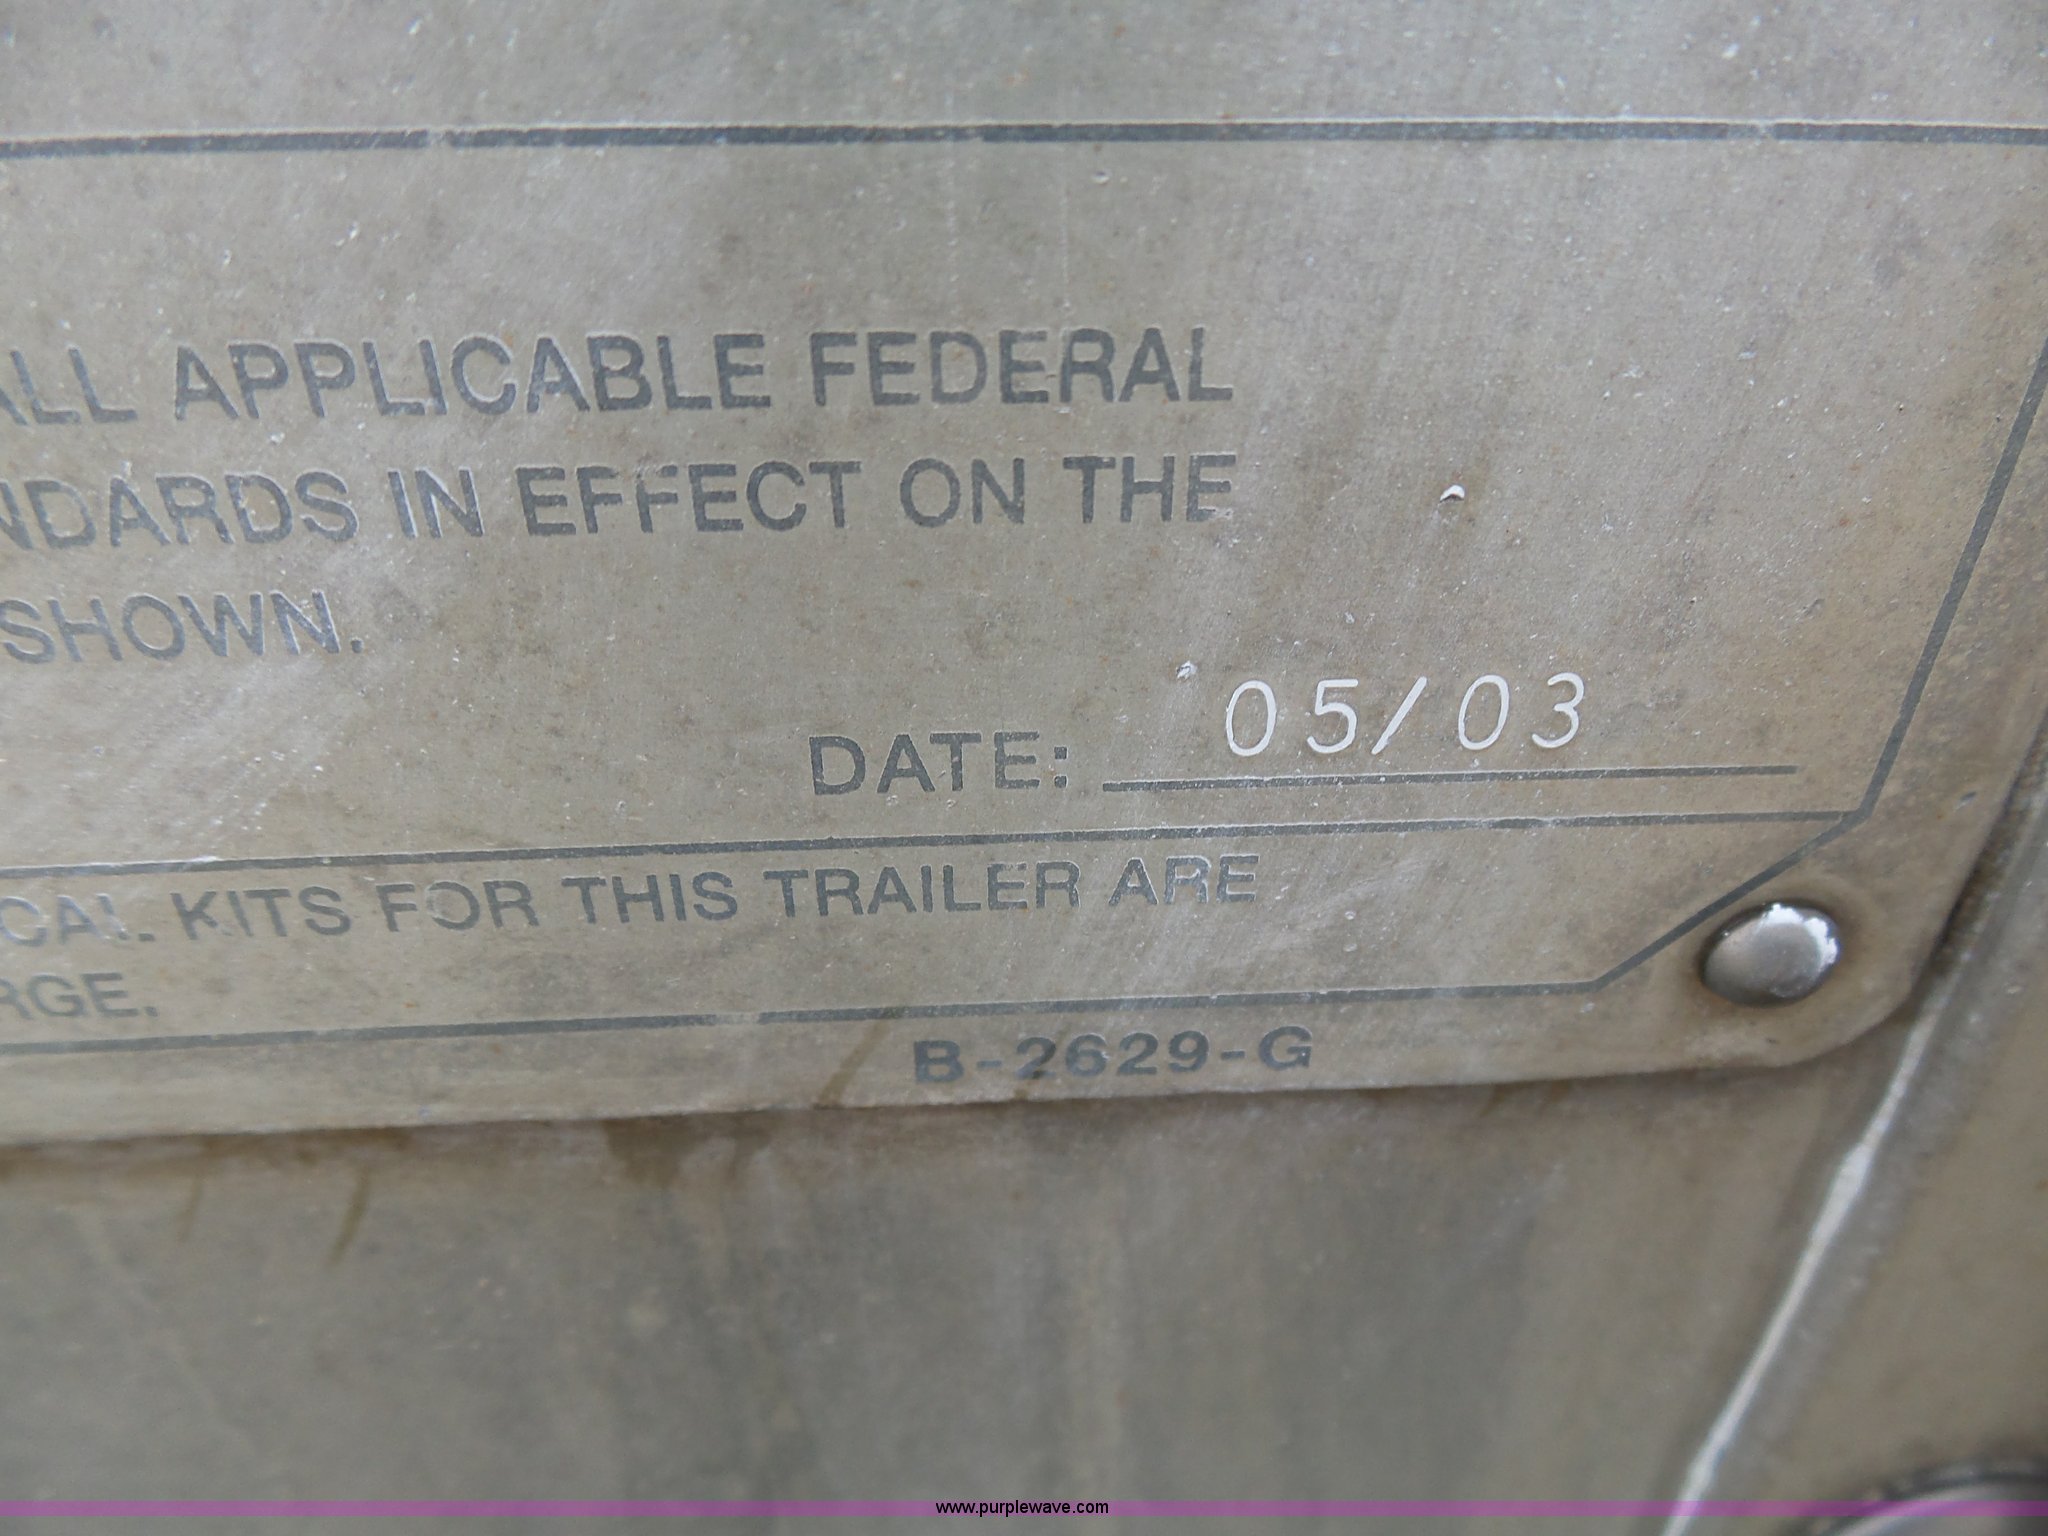 ALL APPLICABLE FEDERAL
NDARDS IN EFFECT ON THE
SHOWN.
DATE: 05/03
CAL KITS FOR THIS TRAILER ARE
RGE.
B-2629-G
www.purplewave.com